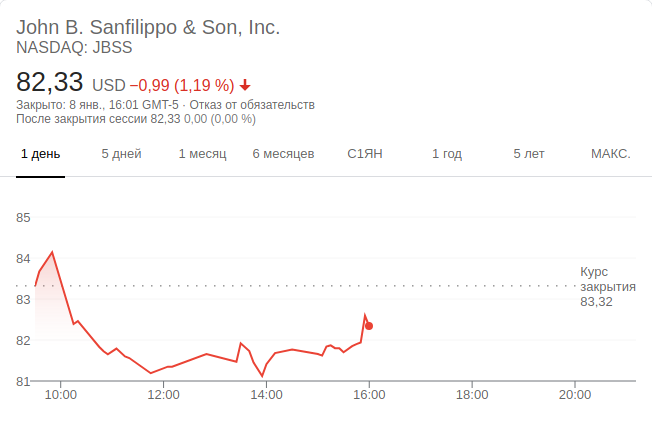 John B. Sanfilippo & Son, Inc.
NASDAQ: JBSS
82,33 USD −0,99 (1,19 %)
Закрыто: 8 янв., 16:01 GMT-5 · Отказ от обязательств
После закрытия сессии 82,33 0,00 (0,00 %)
1 день 5 дней 1 месяц 6 месяцев С1ЯН 1 год 5 лет МАКС.
85
84
Курс
закрытия
83,32
83
82
81
10:00 12:00 14:00 16:00 18:00 20:00